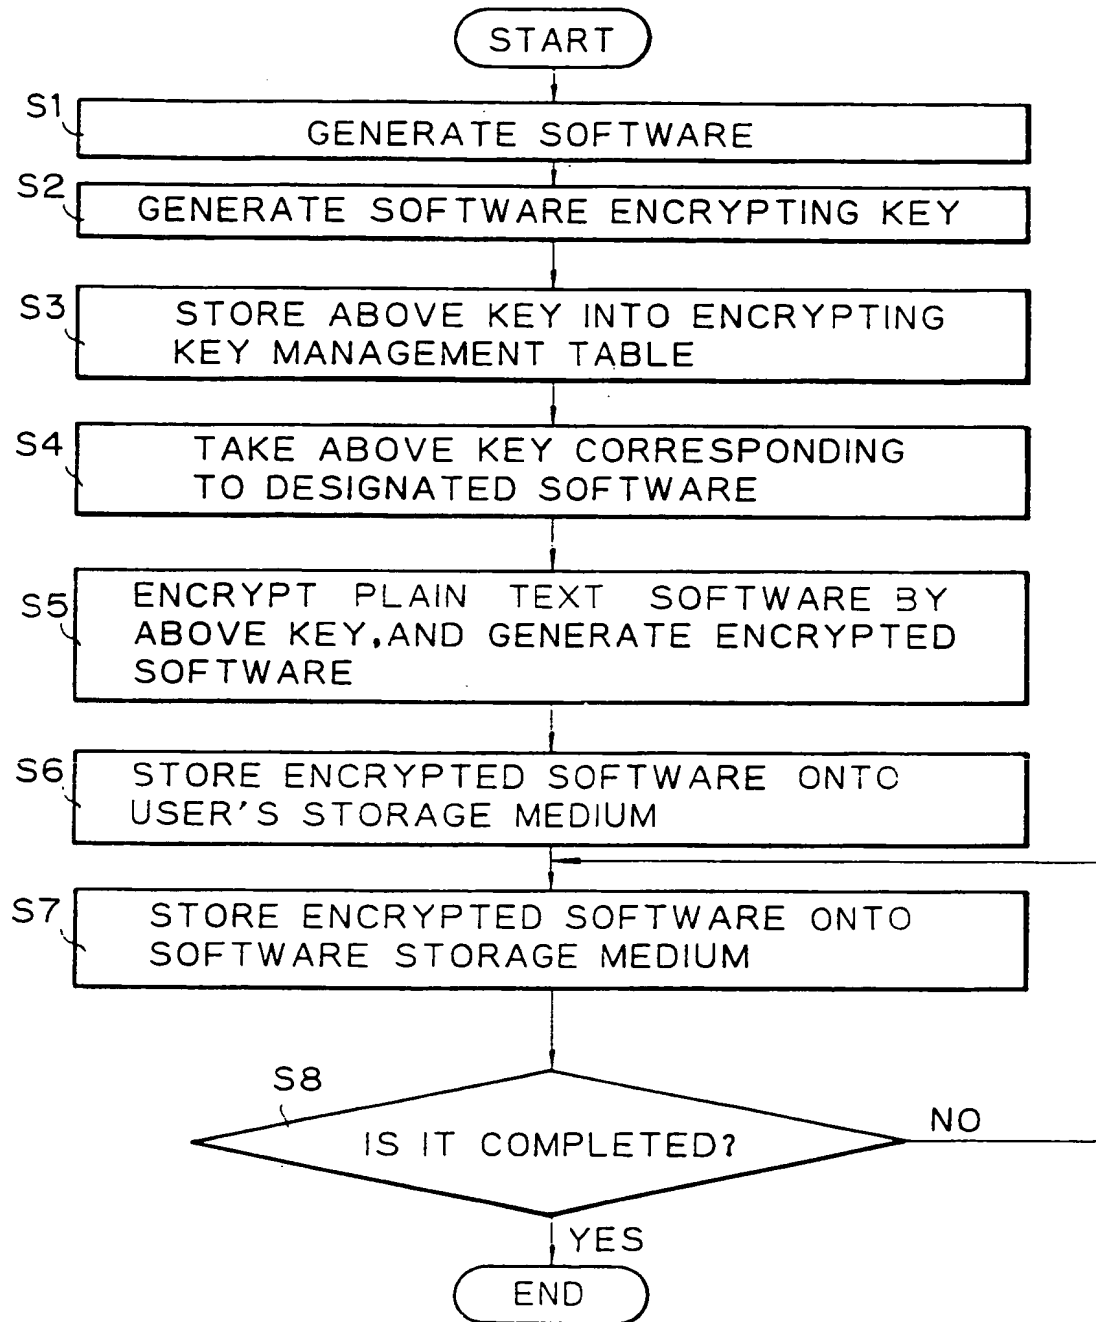 START
S1
GENERATE SOFTWARE
S2
GENERATE SOFTWARE ENCRYPTING KEY
S3
STORE ABOVE KEY INTO ENCRYPTING
KEY MANAGEMENT TABLE
S4
TAKE ABOVE KEY CORRESPONDING
TO DESIGNATED SOFTWARE
S5
ENCRYPT PLAIN TEXT SOFTWARE BY
ABOVE KEY, AND GENERATE ENCRYPTED
SOFTWARE
S6
STORE ENCRYPTED SOFTWARE ONTO
USER'S STORAGE MEDIUM
S7
STORE ENCRYPTED SOFTWARE ONTO
SOFTWARE STORAGE MEDIUM
S8
IS IT COMPLETED?
NO
YES
END